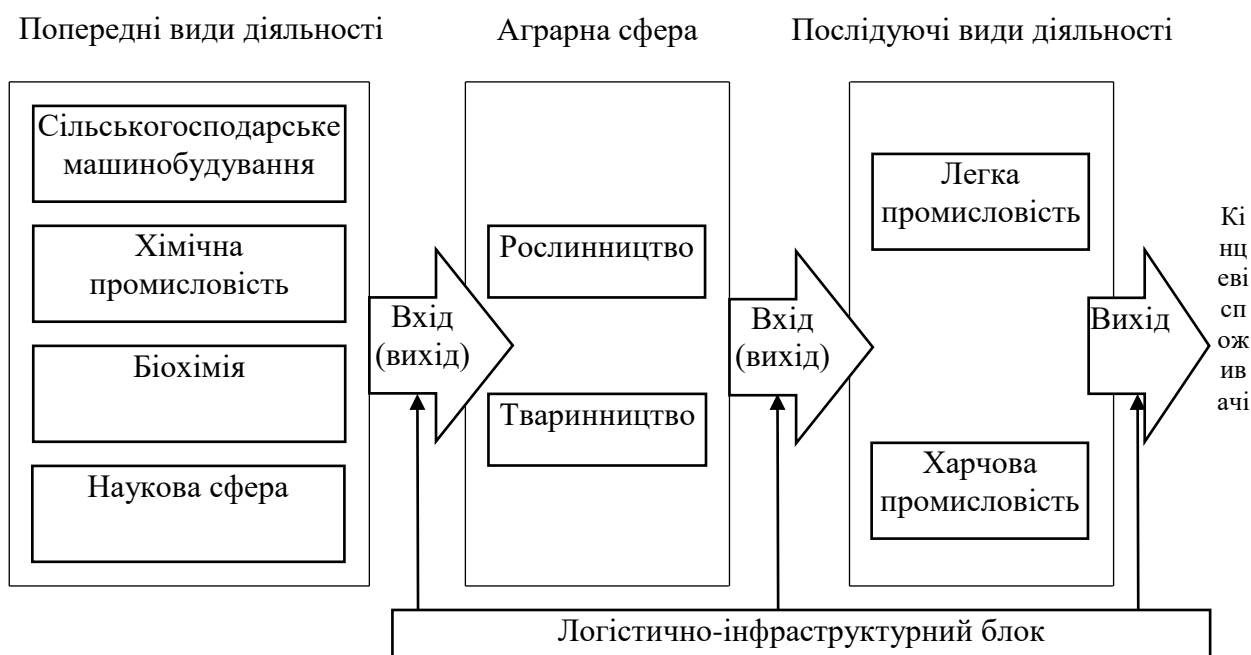 Попередні види діяльності
Аграрна сфера
Послідуючі види діяльності
Сільськогосподарське
машинобудування
Хімічна
промисловість
Біохімія
Наукова сфера
Вхід
(вихід)
Рослинництво
Тваринництво
Вхід
(вихід)
Легка
промисловість
Харчова
промисловість
Вихід
Кі
нц
еві
сп
ож
ив
ачі
Логістично-інфраструктурний блок